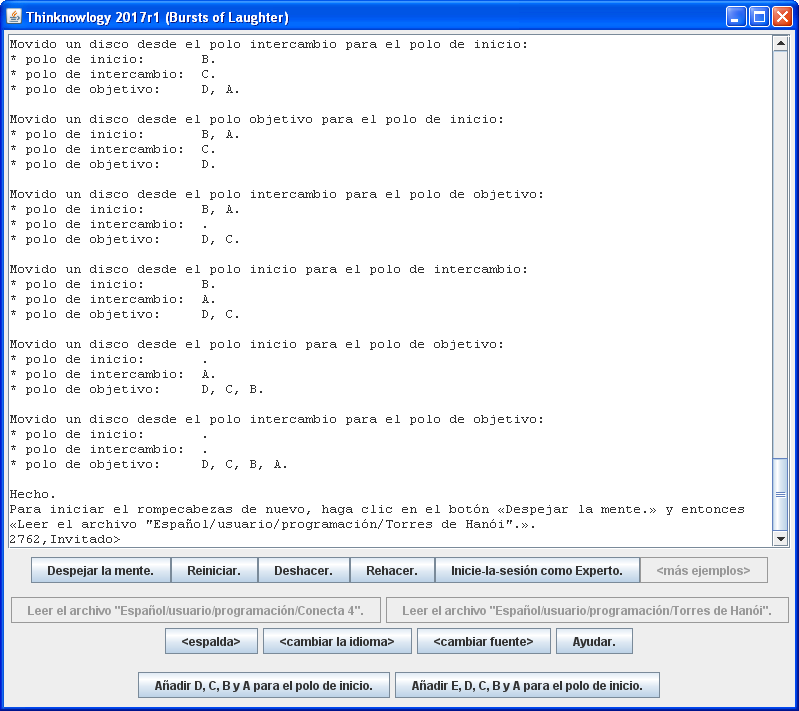 Thinknowlogy 2017r1 (Bursts of Laughter)
Movido un disco desde el polo intercambio para el polo de inicio:
* polo de inicio: B.
* polo de intercambio: C.
* polo de objetivo: D, A.
Movido un disco desde el polo objetivo para el polo de inicio:
* polo de inicio: B, A.
* polo de intercambio: C.
* polo de objetivo: D.
Movido un disco desde el polo intercambio para el polo de objetivo:
* polo de inicio: B, A.
* polo de intercambio: .
* polo de objetivo: D, C.
Movido un disco desde el polo inicio para el polo de intercambio:
* polo de inicio: B.
* polo de intercambio: A.
* polo de objetivo: D, C.
Movido un disco desde el polo inicio para el polo de objetivo:
* polo de inicio: .
* polo de intercambio: A.
* polo de objetivo: D, C, B.
Movido un disco desde el polo intercambio para el polo de objetivo:
* polo de inicio: .
* polo de intercambio: .
* polo de objetivo: D, C, B, A.
Hecho.
Para iniciar el rompecabezas de nuevo, haga clic en el botón «Despejar la mente.» y entonces
«Leer el archivo "Español/usuario/programación/Torres de Hanói".».
2762,Invitado>
Despejar la mente. Reiniciar. Deshacer. Rehacer. Inicie-la-sesión como Experto. <más ejemplos>
Leer el archivo "Español/usuario/programación/Conecta 4". Leer el archivo "Español/usuario/programación/Torres de Hanói".
<espalda> <cambiar la idioma> <cambiar fuente> Ayudar.
Añadir D, C, B y A para el polo de inicio. Añadir E, D, C, B y A para el polo de inicio.